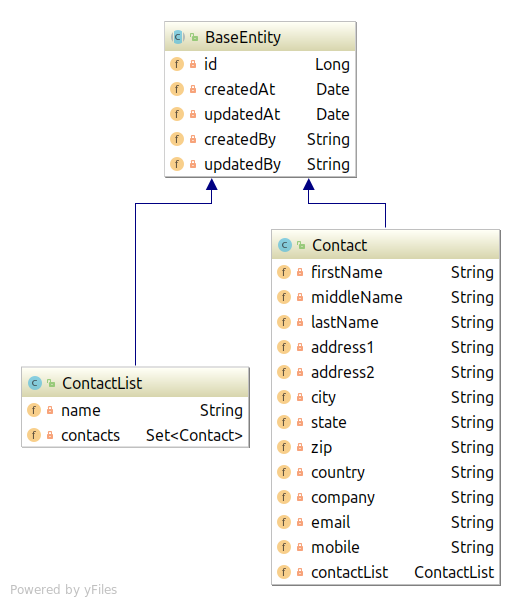 BaseEntity
id Long
createdAt Date
updatedAt Date
createdBy String
updatedBy String
Contact
firstName String
middleName String
lastName String
address1 String
address2 String
city String
state String
zip String
country String
company String
email String
mobile String
contactList ContactList
ContactList
name String
contacts Set<Contact>
Powered by yFiles